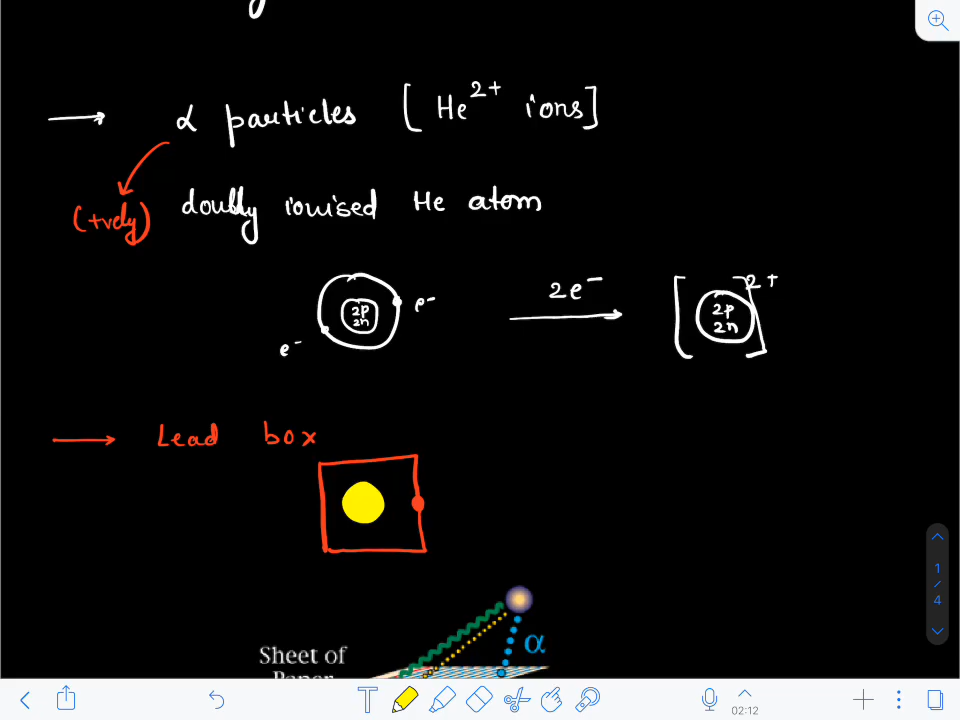 → α particles [He²⁺ ions]
(+vely) doubly ionised He atom
2p
2n
e⁻
e⁻
2e⁻
→
[2p
2n]²⁺
→ Lead box
α
Sheet of
Paper
1
/
4
T
02:12